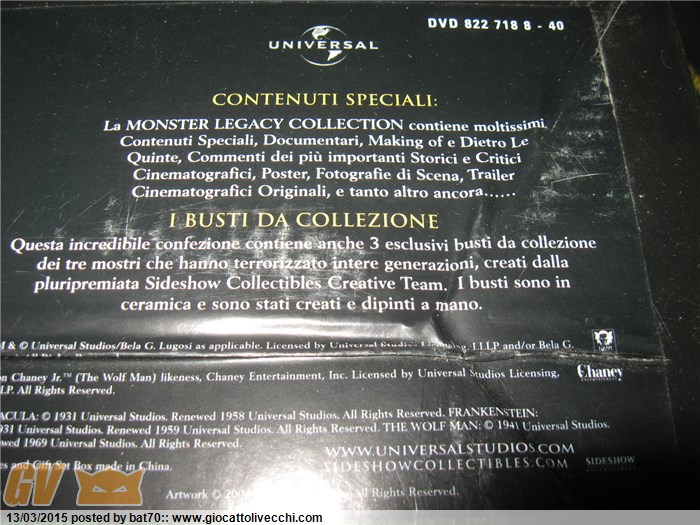 DVD 822 718 8 - 40
UNIVERSAL
CONTENUTI SPECIALI:
La MONSTER LEGACY COLLECTION contiene moltissimi
Contenuti Speciali, Documentari, Making of e Dietro Le
Quinte, Commenti dei più importanti Storici e Critici
Cinematografici, Poster, Fotografie di Scena, Trailer
Cinematografici Originali, e tanto altro ancora......
I BUSTI DA COLLEZIONE
Questa incredibile confezione contiene anche 3 esclusivi busti da collezione
dei tre mostri che hanno terrorizzato intere generazioni, creati dalla
pluripremiata Sideshow Collectibles Creative Team. I busti sono in
ceramica e sono stati creati e dipinti a mano.
& © Universal Studios/Bela G. Lugosi as applicable. Licensed by Universal Studios Licensing, LLLP and/or Bela G.
Chaney Jr.™ (The Wolf Man) likeness, Chaney Entertainment, Inc. Licensed by Universal Studios Licensing,
Chaney
All Rights Reserved.
© 1931 Universal Studios. Renewed 1958 Universal Studios. All Rights Reserved. FRANKENSTEIN:
Universal Studios. Renewed 1959 Universal Studios. All Rights Reserved. THE WOLF MAN: © 1941 Universal Studios.
1969 Universal Studios. All Rights Reserved.
WWW.UNIVERSALSTUDIOS.COM
SIDESHOWCOLLECTIBLES.COM
SIDESHOW
and Gift Set Box made in China.
GV
Artwork © All Rights Reserved.
13/03/2015 posted by bat70:: www.giocattolivecchi.com